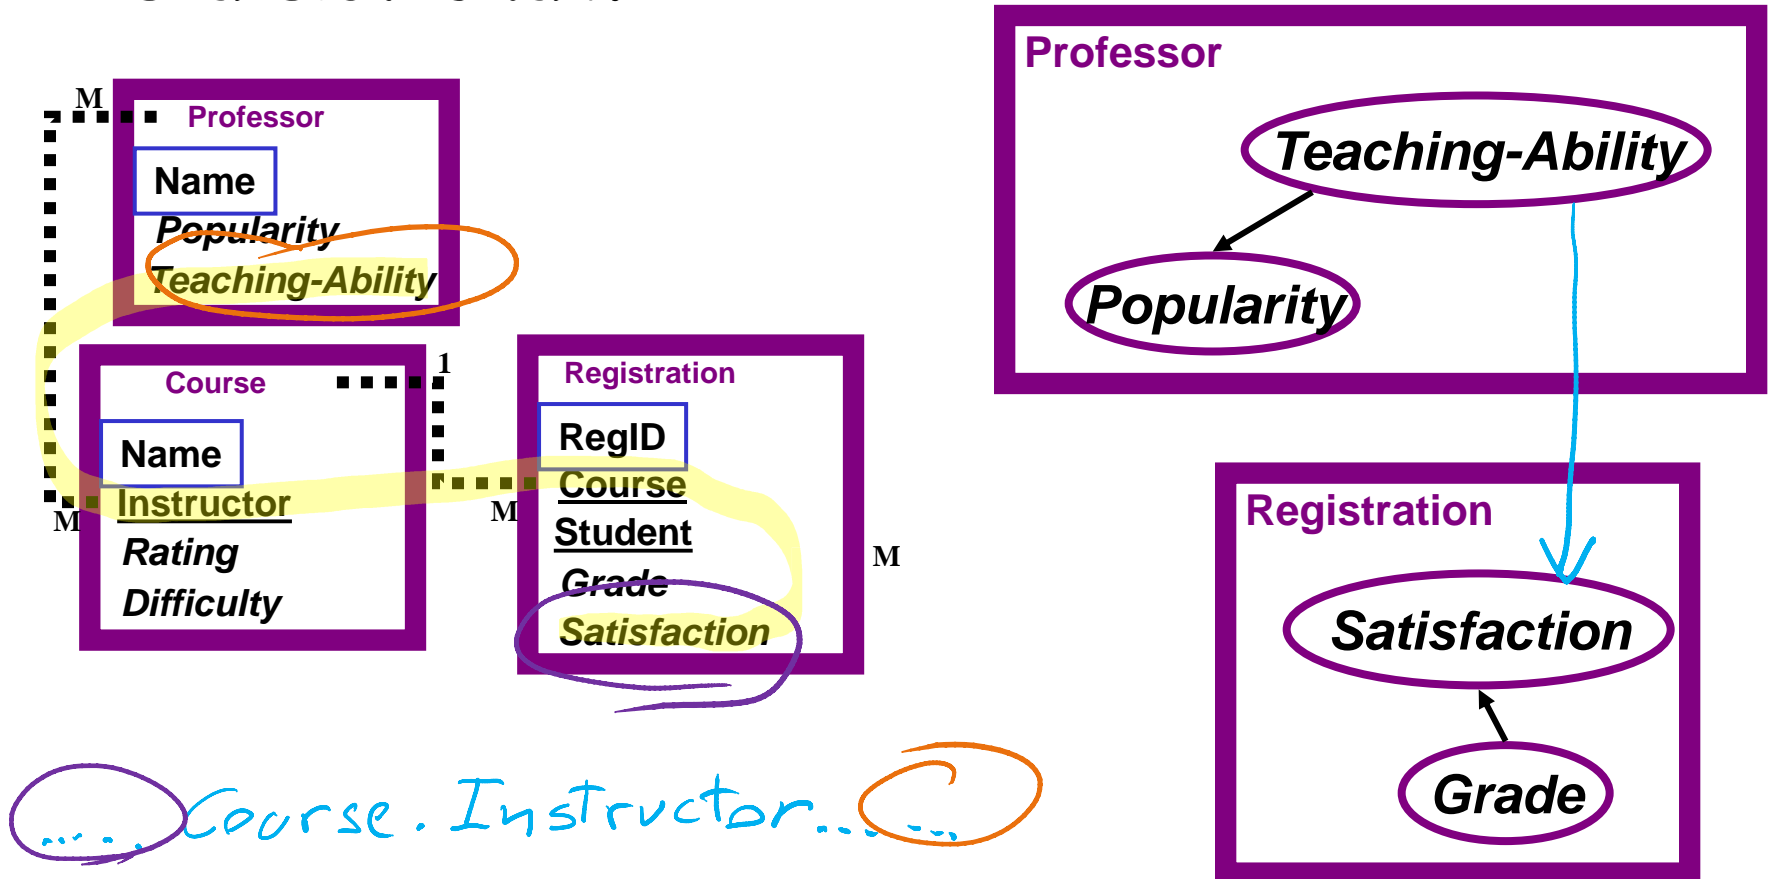 M
Professor
Name
Popularity
Teaching-Ability
Course
Name
Instructor
Rating
Difficulty
M
1
M
Registration
RegID
Course
Student
Grade
Satisfaction
M
.... Course.Instructor......
Professor
Teaching-Ability
Popularity
Registration
Satisfaction
Grade